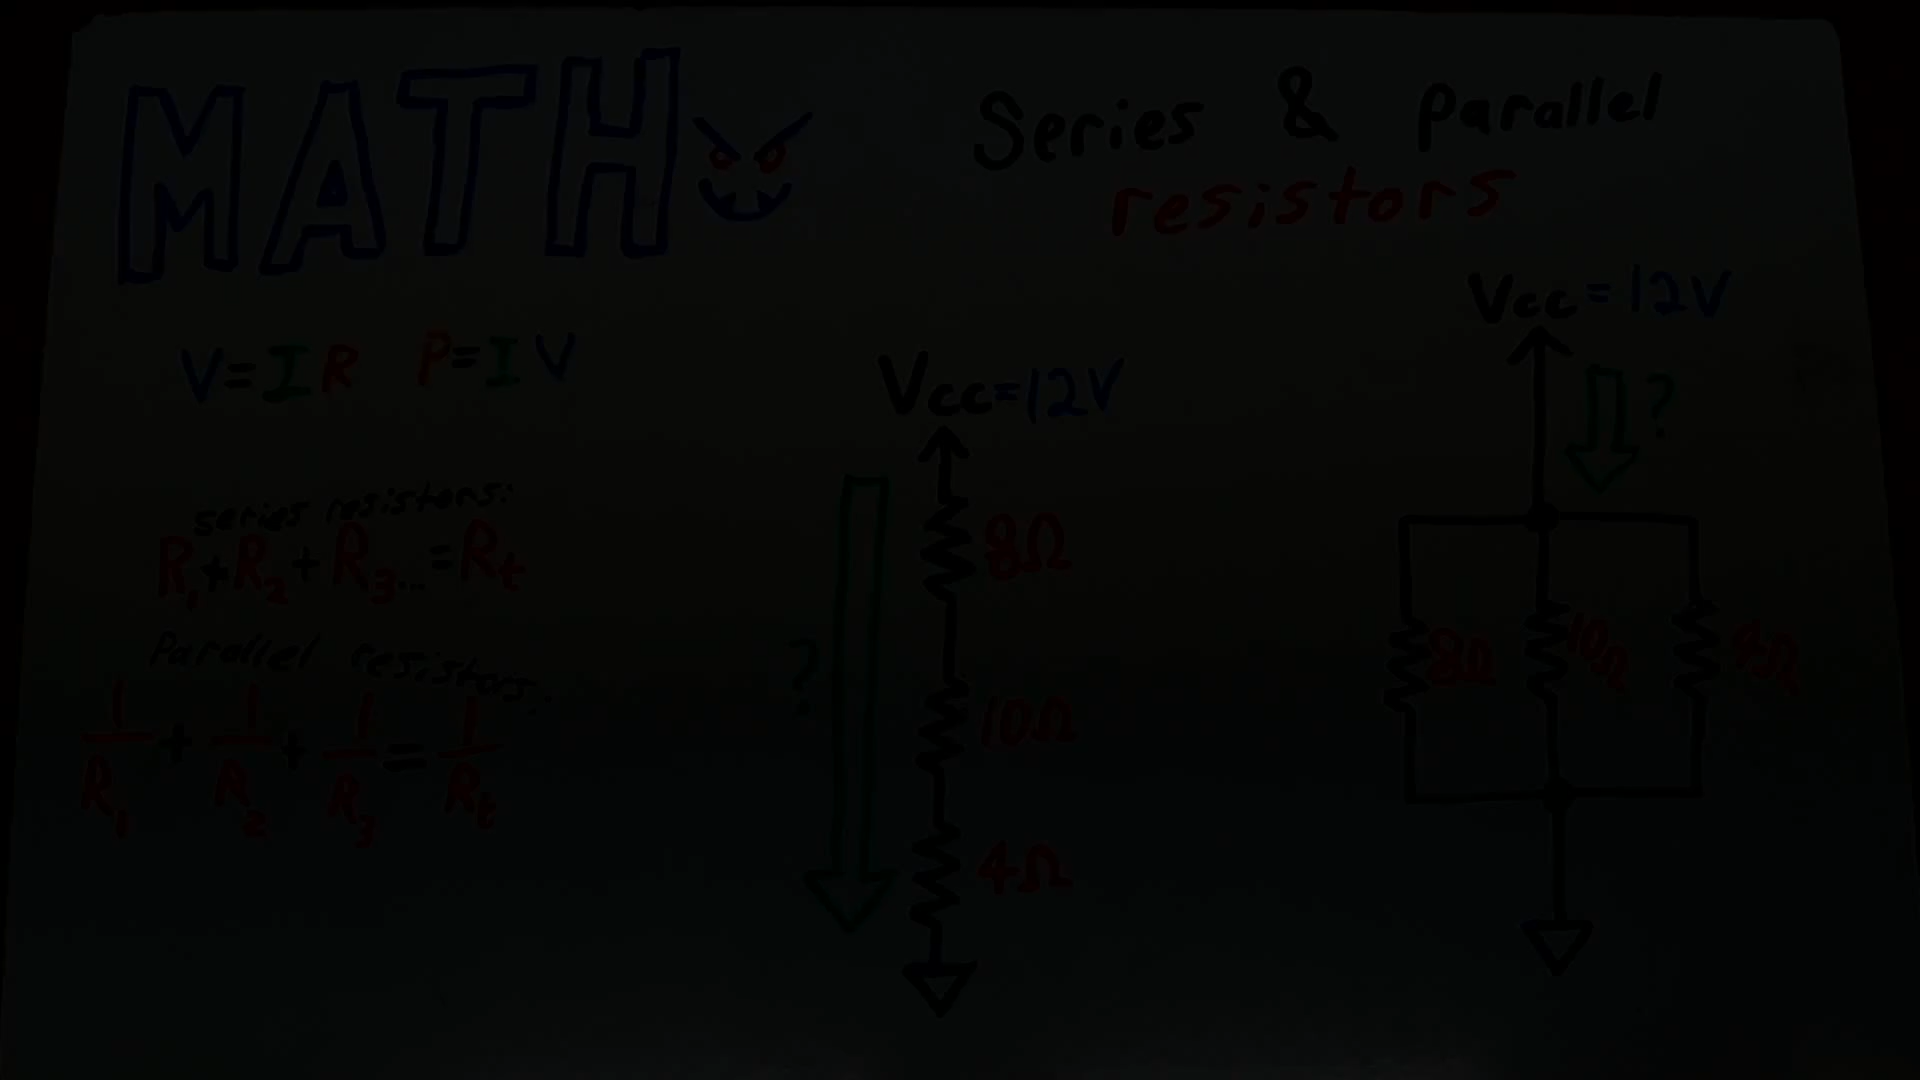 MATH
Series & parallel
resistors
V=IR P=IV
series resistors:
R₁+R₂+R₃...=Rt
Parallel resistors:
1/R₁ + 1/R₂ + 1/R₃ = 1/Rt
Vcc=12V
?
8Ω
10Ω
4Ω
Vcc=12V
?
8Ω
10Ω
4Ω